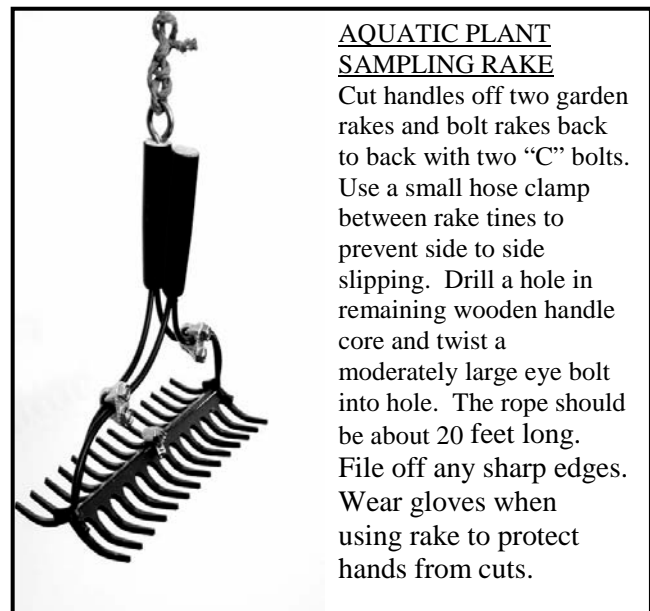 AQUATIC PLANT
SAMPLING RAKE
Cut handles off two garden
rakes and bolt rakes back
to back with two “C” bolts.
Use a small hose clamp
between rake tines to
prevent side to side
slipping.  Drill a hole in
remaining wooden handle
core and twist a
moderately large eye bolt
into hole.  The rope should
be about 20 feet long.
File off any sharp edges.
Wear gloves when
using rake to protect
hands from cuts.